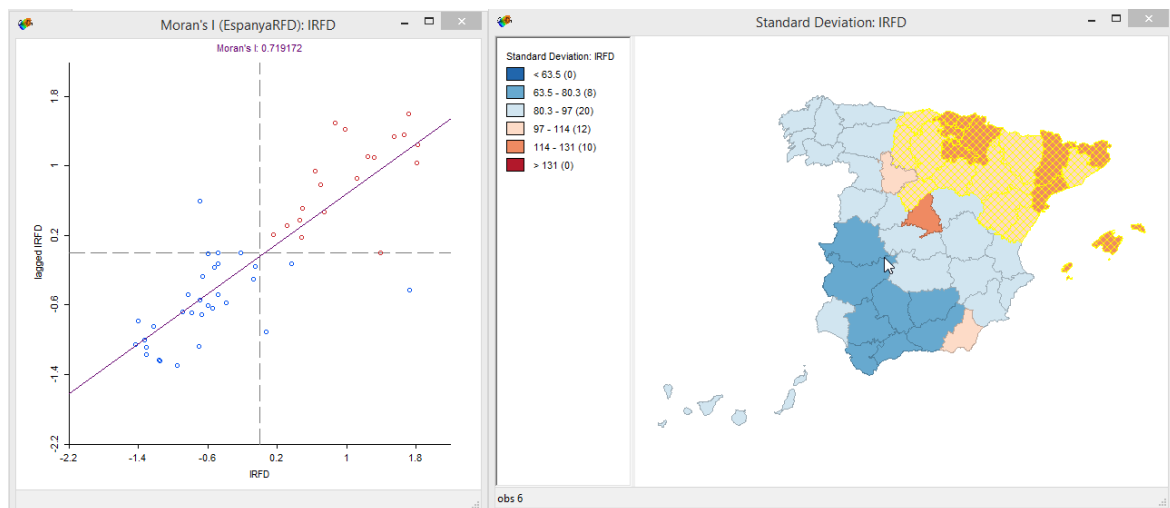 Moran's I (EspanyaRFD): IRFD
Moran's I: 0.719172
1.8
1
0.2
-0.6
-1.4
-2.2
lagged IRFD
-2.2 -1.4 -0.6 0.2 1 1.8
IRFD
Standard Deviation: IRFD
Standard Deviation: IRFD
< 63.5 (0)
63.5 - 80.3 (8)
80.3 - 97 (20)
97 - 114 (12)
114 - 131 (10)
> 131 (0)
obs 6